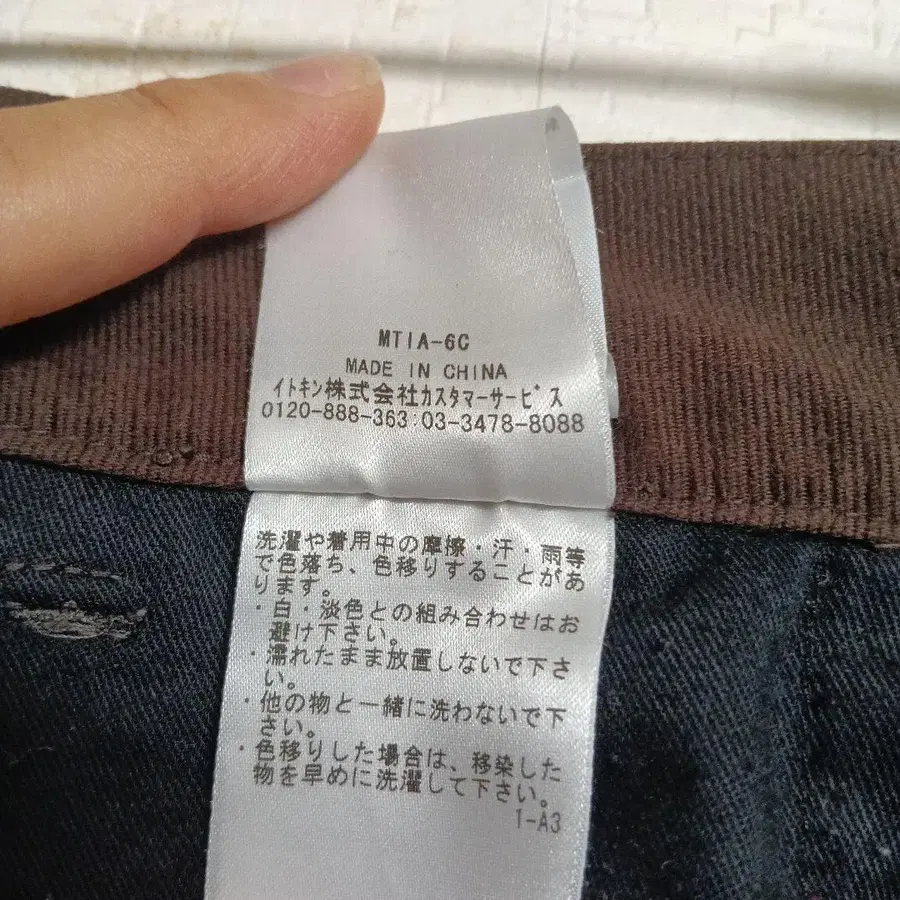 MTIA-6C
MADE IN CHINA
イトキン株式会社カスタマーサービス
0120-888-363:03-3478-8088
洗濯や着用中の摩擦・汗・雨等
で色落ち、色移りすることがあ
ります。
・白・淡色との組み合わせはお
避け下さい。
・濡れたまま放置しないで下さ
い。
・他の物と一緒に洗わないで下
さい。
・色移りした場合は、移染した
物を早めに洗濯して下さい。
1-A3